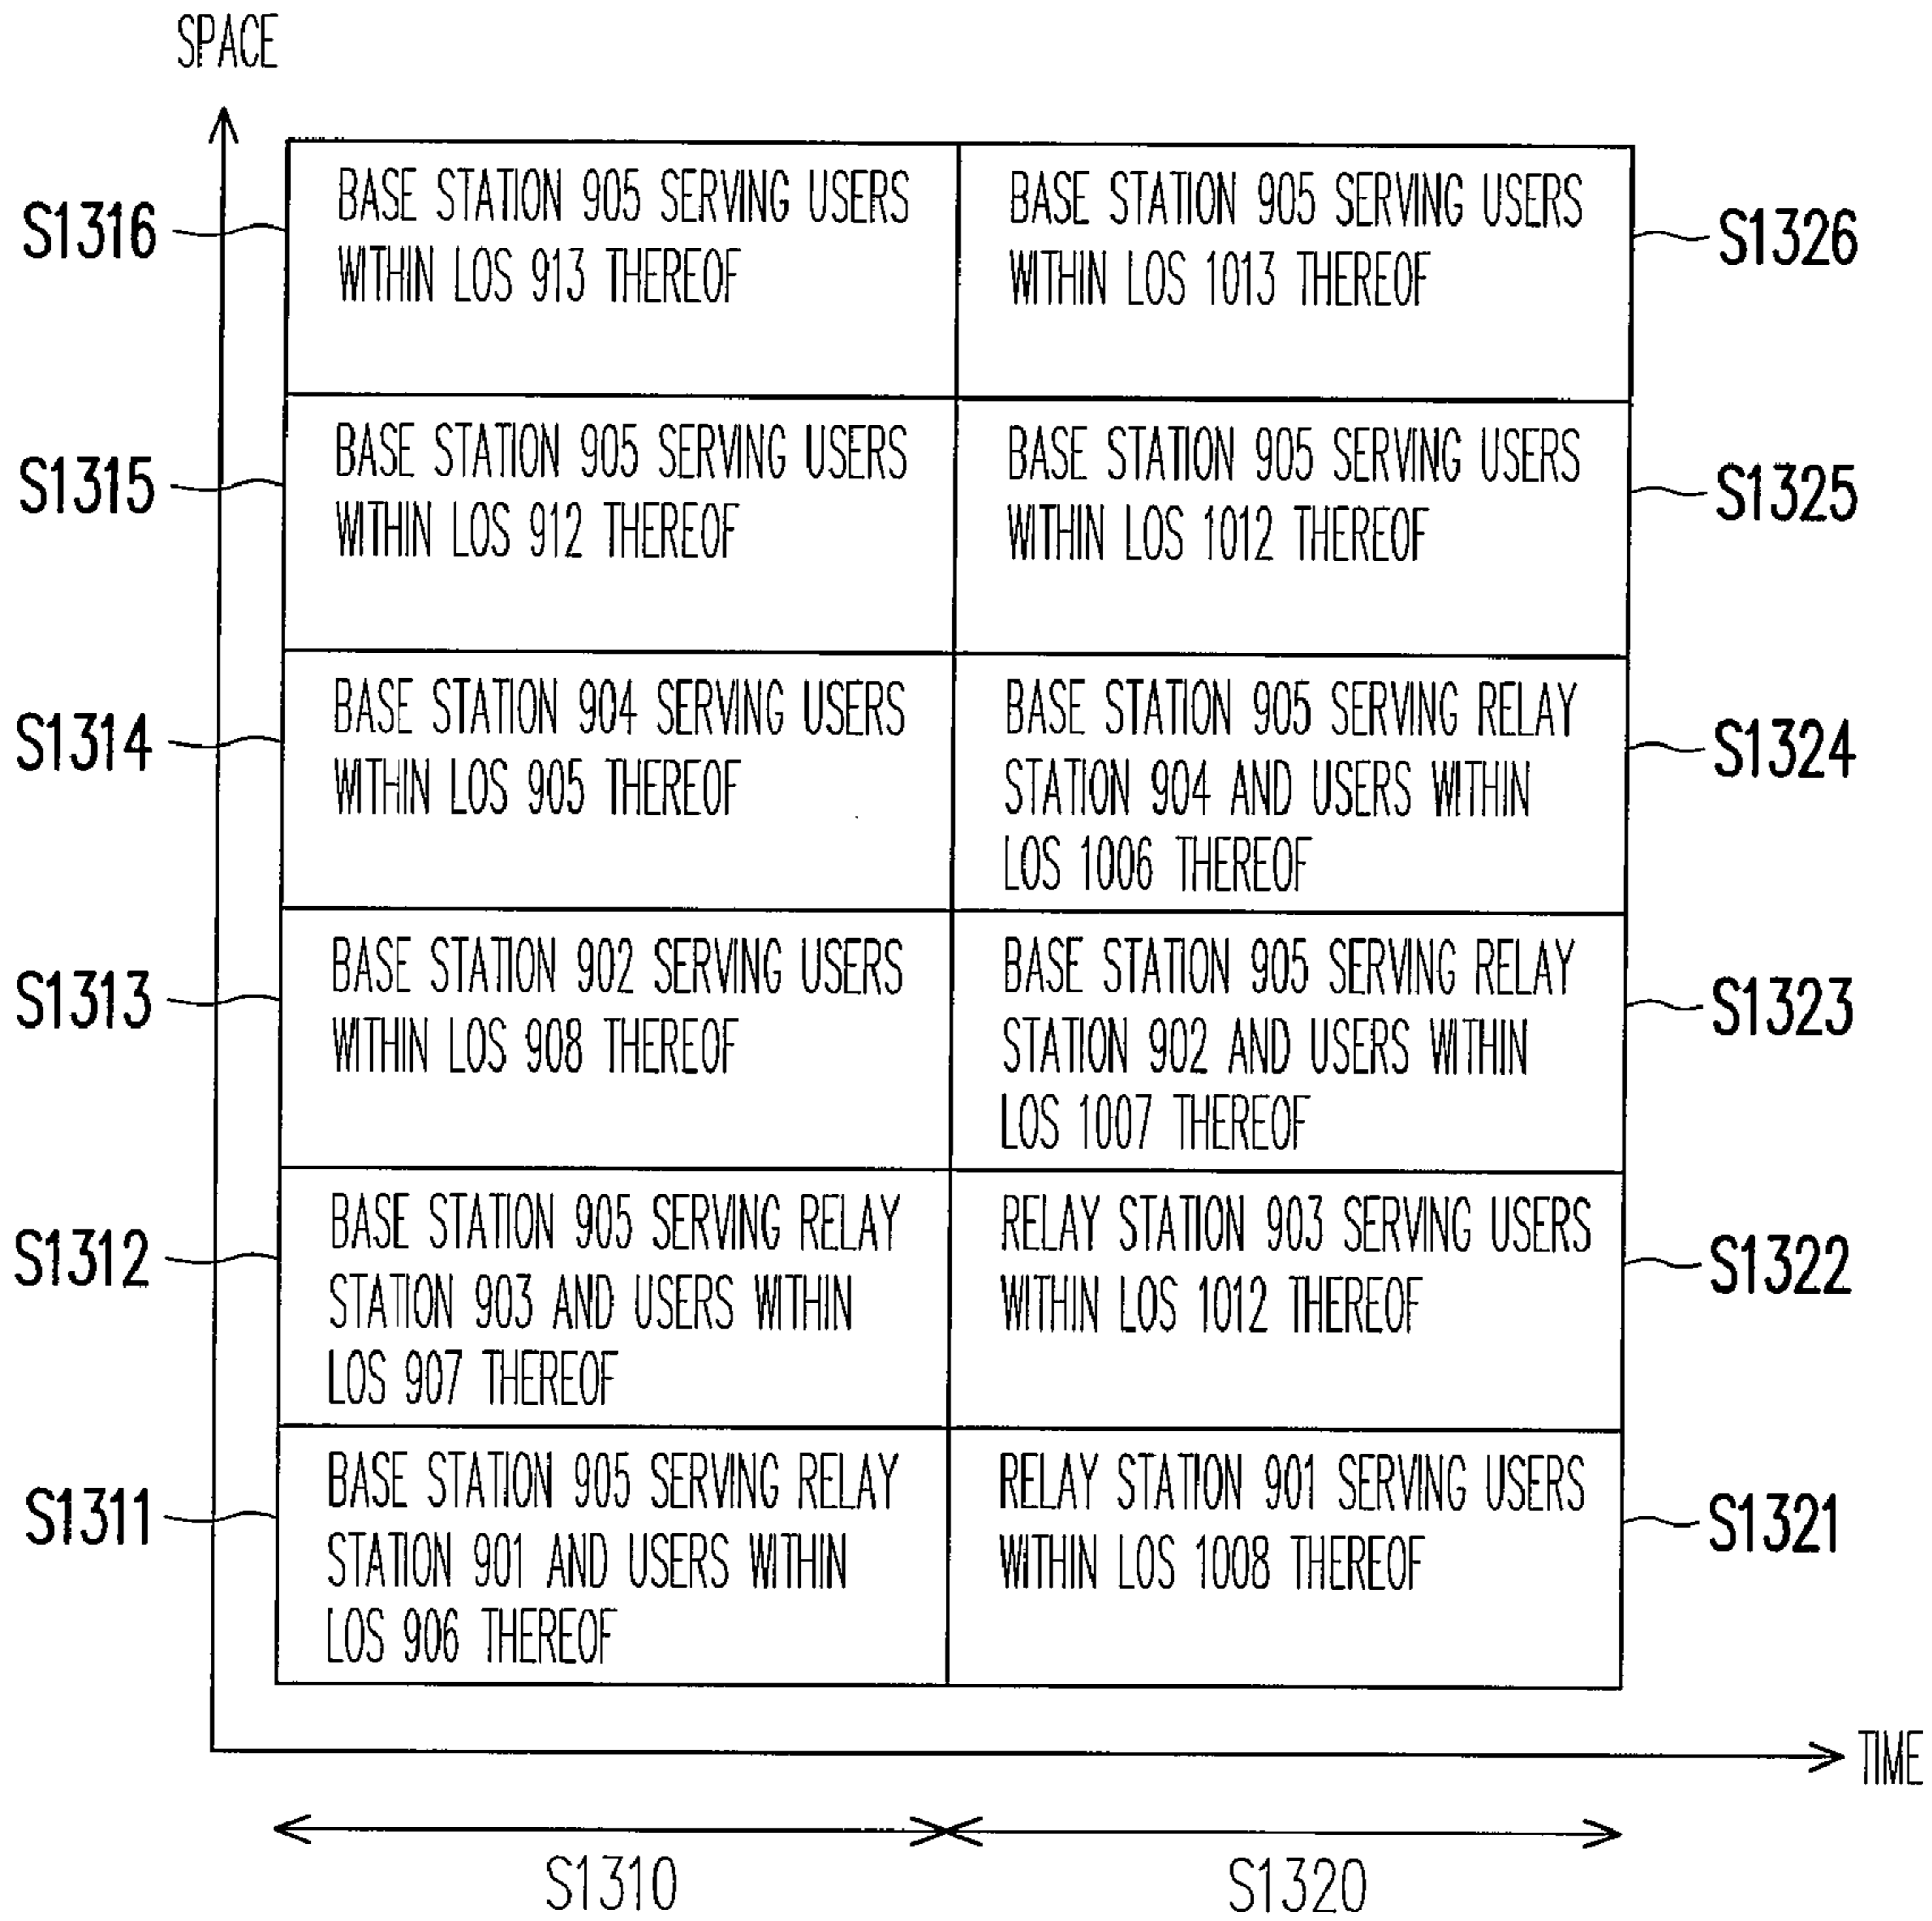 SPACE
S1316
BASE STATION 905 SERVING USERS
WITHIN LOS 913 THEREOF
BASE STATION 905 SERVING USERS
WITHIN LOS 1013 THEREOF
S1326
S1315
BASE STATION 905 SERVING USERS
WITHIN LOS 912 THEREOF
BASE STATION 905 SERVING USERS
WITHIN LOS 1012 THEREOF
S1325
S1314
BASE STATION 904 SERVING USERS
WITHIN LOS 905 THEREOF
BASE STATION 905 SERVING RELAY
STATION 904 AND USERS WITHIN
LOS 1006 THEREOF
S1324
S1313
BASE STATION 902 SERVING USERS
WITHIN LOS 908 THEREOF
BASE STATION 905 SERVING RELAY
STATION 902 AND USERS WITHIN
LOS 1007 THEREOF
S1323
S1312
BASE STATION 905 SERVING RELAY
STATION 903 AND USERS WITHIN
LOS 907 THEREOF
RELAY STATION 903 SERVING USERS
WITHIN LOS 1012 THEREOF
S1322
S1311
BASE STATION 905 SERVING RELAY
STATION 901 AND USERS WITHIN
LOS 906 THEREOF
RELAY STATION 901 SERVING USERS
WITHIN LOS 1008 THEREOF
S1321
TIME
S1310
S1320